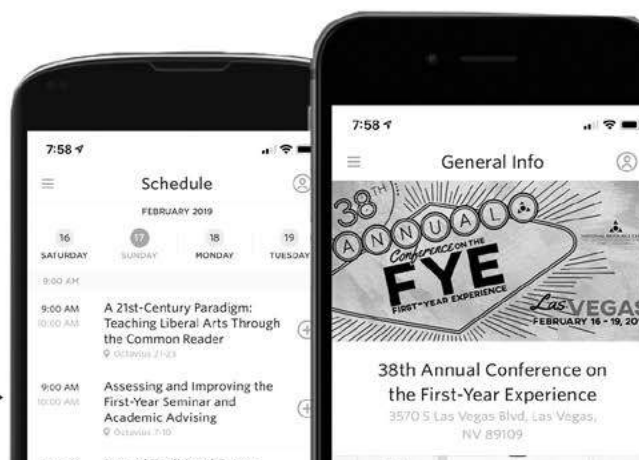 7:58
Schedule
FEBRUARY 2019
16
17
18
19
SATURDAY
SUNDAY
MONDAY
TUESDAY
9:00 AM
9:00 AM
10:00 AM
A 21st-Century Paradigm:
Teaching Liberal Arts Through
the Common Reader
Octavius 21-23
9:00 AM
10:00 AM
Assessing and Improving the
First-Year Seminar and
Academic Advising
Octavius 7-10
7:58
General Info
38TH
ANNUAL
Conference ON THE
FYE
FIRST-YEAR EXPERIENCE
Las VEGAS
FEBRUARY 16 - 19, 20
38th Annual Conference on
the First-Year Experience
3570 S Las Vegas Blvd, Las Vegas,
NV 89109